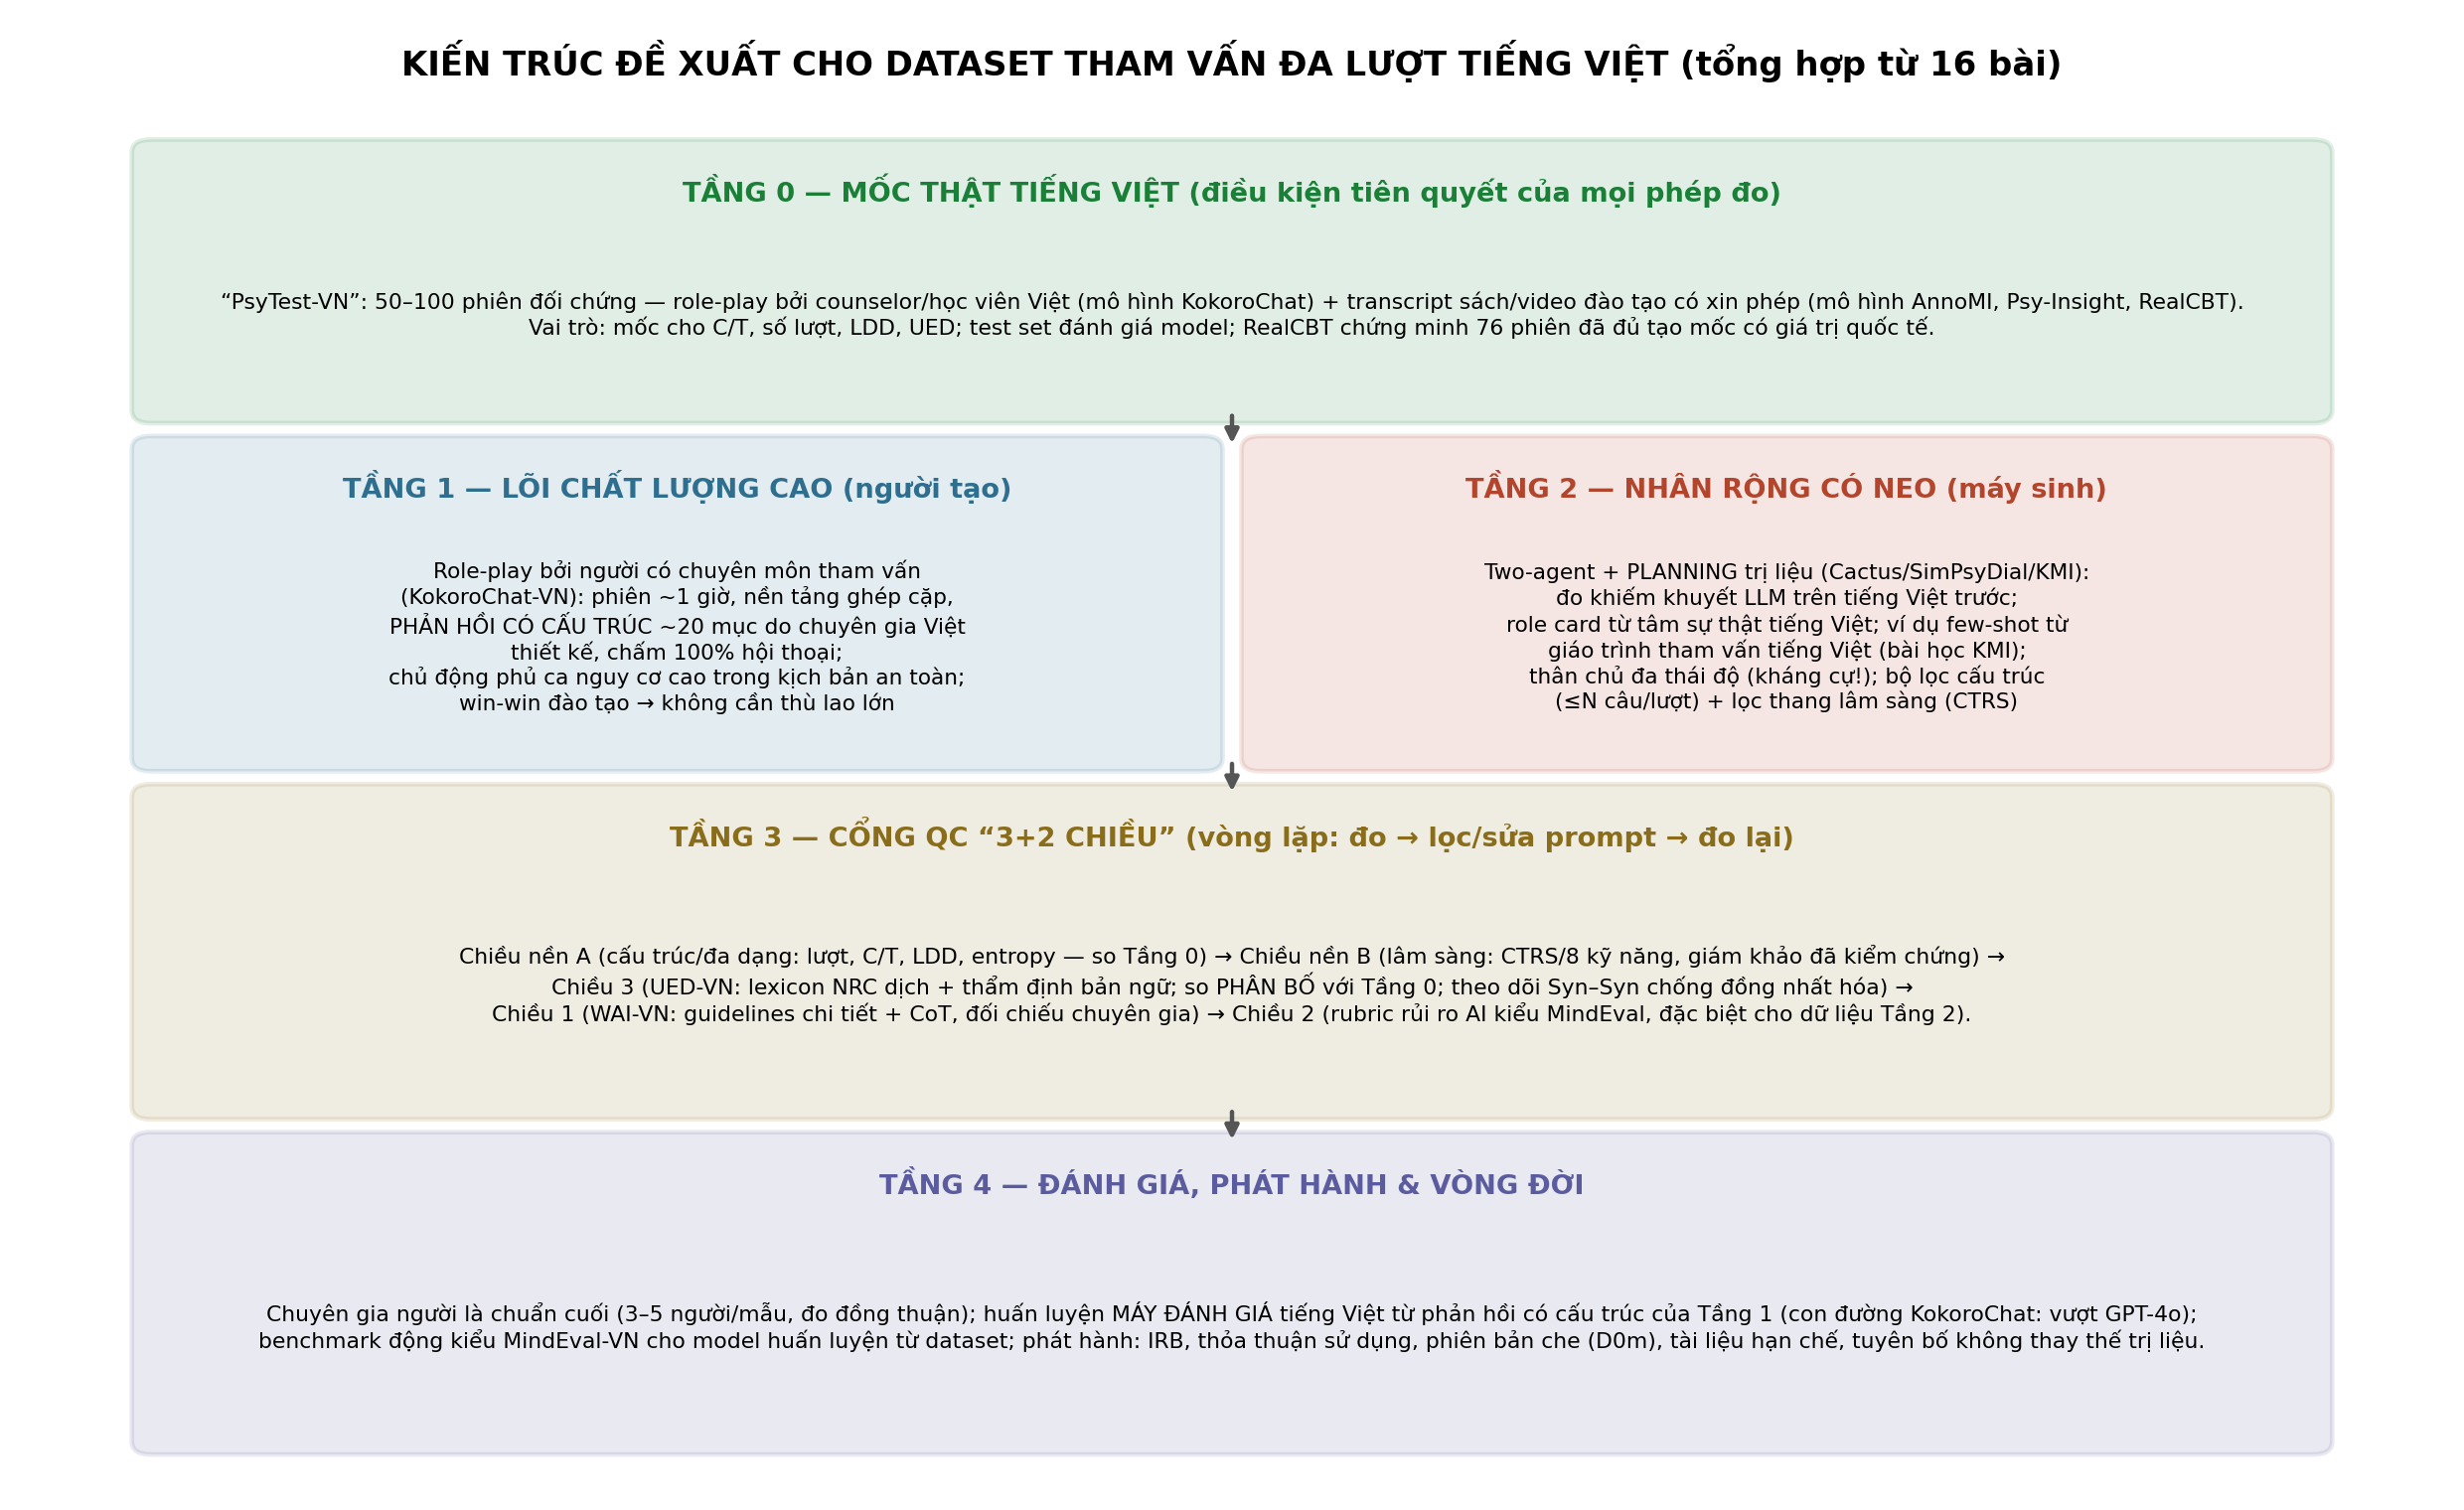 KIẾN TRÚC ĐỀ XUẤT CHO DATASET THAM VẤN ĐA LƯỢT TIẾNG VIỆT (tổng hợp từ 16 bài)
TẦNG 0 — MỐC THẬT TIẾNG VIỆT (điều kiện tiên quyết của mọi phép đo)
“PsyTest-VN”: 50–100 phiên đối chứng — role-play bởi counselor/học viên Việt (mô hình KokoroChat) + transcript sách/video đào tạo có xin phép (mô hình AnnoMI, Psy-Insight, RealCBT).
Vai trò: mốc cho C/T, số lượt, LDD, UED; test set đánh giá model; RealCBT chứng minh 76 phiên đã đủ tạo mốc có giá trị quốc tế.
TẦNG 1 — LÕI CHẤT LƯỢNG CAO (người tạo)
Role-play bởi người có chuyên môn tham vấn
(KokoroChat-VN): phiên ~1 giờ, nền tảng ghép cặp,
PHẢN HỒI CÓ CẤU TRÚC ~20 mục do chuyên gia Việt
thiết kế, chấm 100% hội thoại;
chủ động phủ ca nguy cơ cao trong kịch bản an toàn;
win-win đào tạo → không cần thù lao lớn
TẦNG 2 — NHÂN RỘNG CÓ NEO (máy sinh)
Two-agent + PLANNING trị liệu (Cactus/SimPsyDial/KMI):
đo khiếm khuyết LLM trên tiếng Việt trước;
role card từ tâm sự thật tiếng Việt; ví dụ few-shot từ
giáo trình tham vấn tiếng Việt (bài học KMI);
thân chủ đa thái độ (kháng cự!); bộ lọc cấu trúc
(≤N câu/lượt) + lọc thang lâm sàng (CTRS)
TẦNG 3 — CỔNG QC “3+2 CHIỀU” (vòng lặp: đo → lọc/sửa prompt → đo lại)
Chiều nền A (cấu trúc/đa dạng: lượt, C/T, LDD, entropy — so Tầng 0) → Chiều nền B (lâm sàng: CTRS/8 kỹ năng, giám khảo đã kiểm chứng) →
Chiều 3 (UED-VN: lexicon NRC dịch + thẩm định bản ngữ; so PHÂN BỐ với Tầng 0; theo dõi Syn–Syn chống đồng nhất hóa) →
Chiều 1 (WAI-VN: guidelines chi tiết + CoT, đối chiếu chuyên gia) → Chiều 2 (rubric rủi ro AI kiểu MindEval, đặc biệt cho dữ liệu Tầng 2).
TẦNG 4 — ĐÁNH GIÁ, PHÁT HÀNH & VÒNG ĐỜI
Chuyên gia người là chuẩn cuối (3–5 người/mẫu, đo đồng thuận); huấn luyện MÁY ĐÁNH GIÁ tiếng Việt từ phản hồi có cấu trúc của Tầng 1 (con đường KokoroChat: vượt GPT-4o);
benchmark động kiểu MindEval-VN cho model huấn luyện từ dataset; phát hành: IRB, thỏa thuận sử dụng, phiên bản che (D0m), tài liệu hạn chế, tuyên bố không thay thế trị liệu.